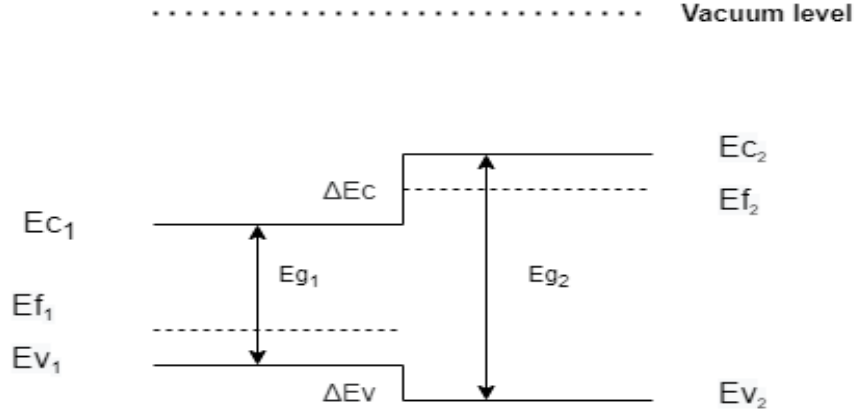 Vacuum level
Ec₂
ΔEc
Ef₂
Ec₁
Eg₁
Eg₂
Ef₁
Ev₁
ΔEv
Ev₂